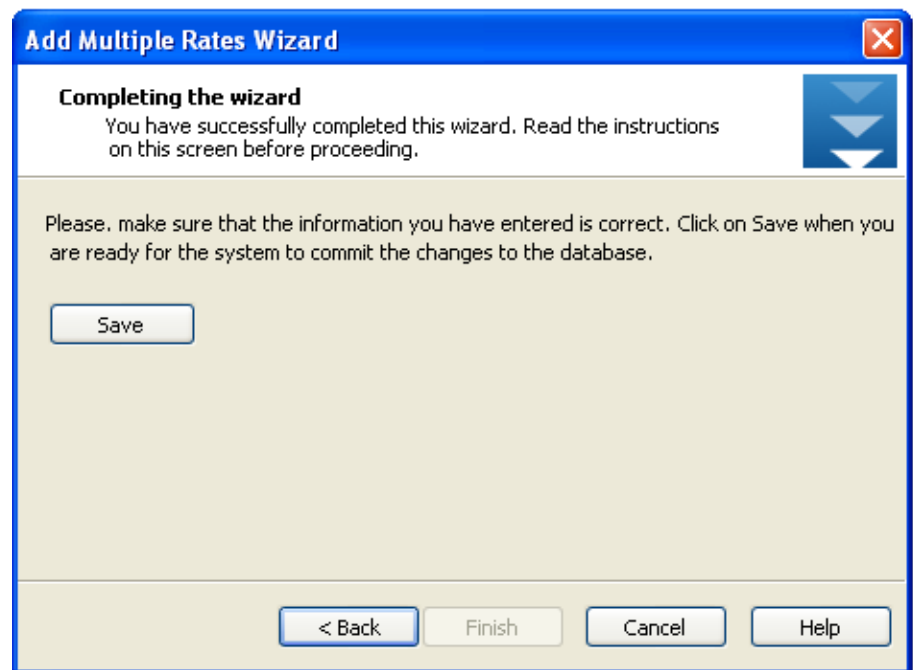 Add Multiple Rates Wizard
Completing the wizard
You have successfully completed this wizard. Read the instructions
on this screen before proceeding.
Please. make sure that the information you have entered is correct. Click on Save when you
are ready for the system to commit the changes to the database.
Save
< Back Finish Cancel Help